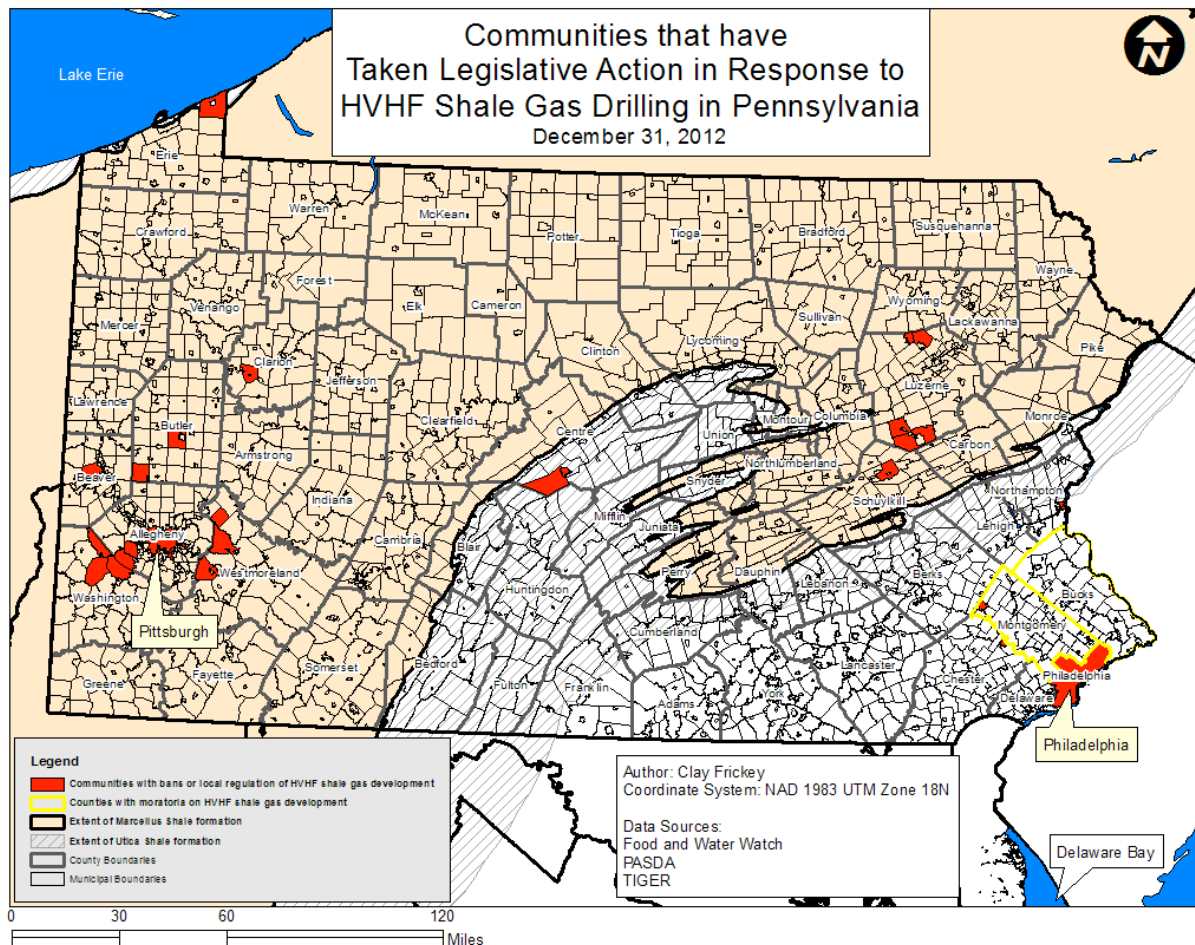 Communities that have
Taken Legislative Action in Response to
HVHF Shale Gas Drilling in Pennsylvania
December 31, 2012
N
Lake Erie
Erie
Warren
McKean
Potter
Tioga
Bradford
Susquehanna
Crawford
Wayne
Forest
Wyoming
Venango
Elk
Cameron
Sullivan
Lackawanna
Mercer
Lycoming
Clinton
Pike
Clarion
Jefferson
Luzerne
Lawrence
Clearfield
Montour
Columbia
Monroe
Butler
Centre
Union
Carbon
Armstrong
Northumberland
Beaver
Snyder
Indiana
Schuylkill
Northampton
Mifflin
Allegheny
Juniata
Lehigh
Cambria
Blair
Westmoreland
Perry
Dauphin
Lebanon
Berks
Huntingdon
Washington
Bucks
Pittsburgh
Montgomery
Cumberland
Bedford
Lancaster
Somerset
Fayette
Greene
Fulton
Franklin
Chester
Philadelphia
York
Adams
Delaware
Philadelphia
Legend
Communities with bans or local regulation of HVHF shale gas development
Counties with moratoria on HVHF shale gas development
Extent of Marcellus Shale formation
Extent of Utica Shale formation
County Boundaries
Municipal Boundaries
Author: Clay Frickey
Coordinate System: NAD 1983 UTM Zone 18N
Data Sources:
Food and Water Watch
PASDA
TIGER
Delaware Bay
0 30 60 120
Miles